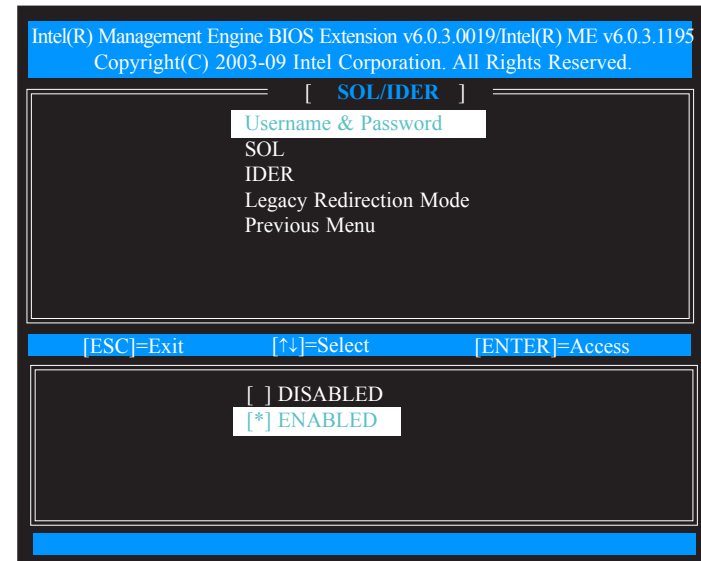 Intel(R) Management Engine BIOS Extension v6.0.3.0019/Intel(R) ME v6.0.3.1195
Copyright(C) 2003-09 Intel Corporation. All Rights Reserved.
[ SOL/IDER ]
Username & Password
SOL
IDER
Legacy Redirection Mode
Previous Menu
[ESC]=Exit [↑↓]=Select [ENTER]=Access
[ ] DISABLED
[*] ENABLED